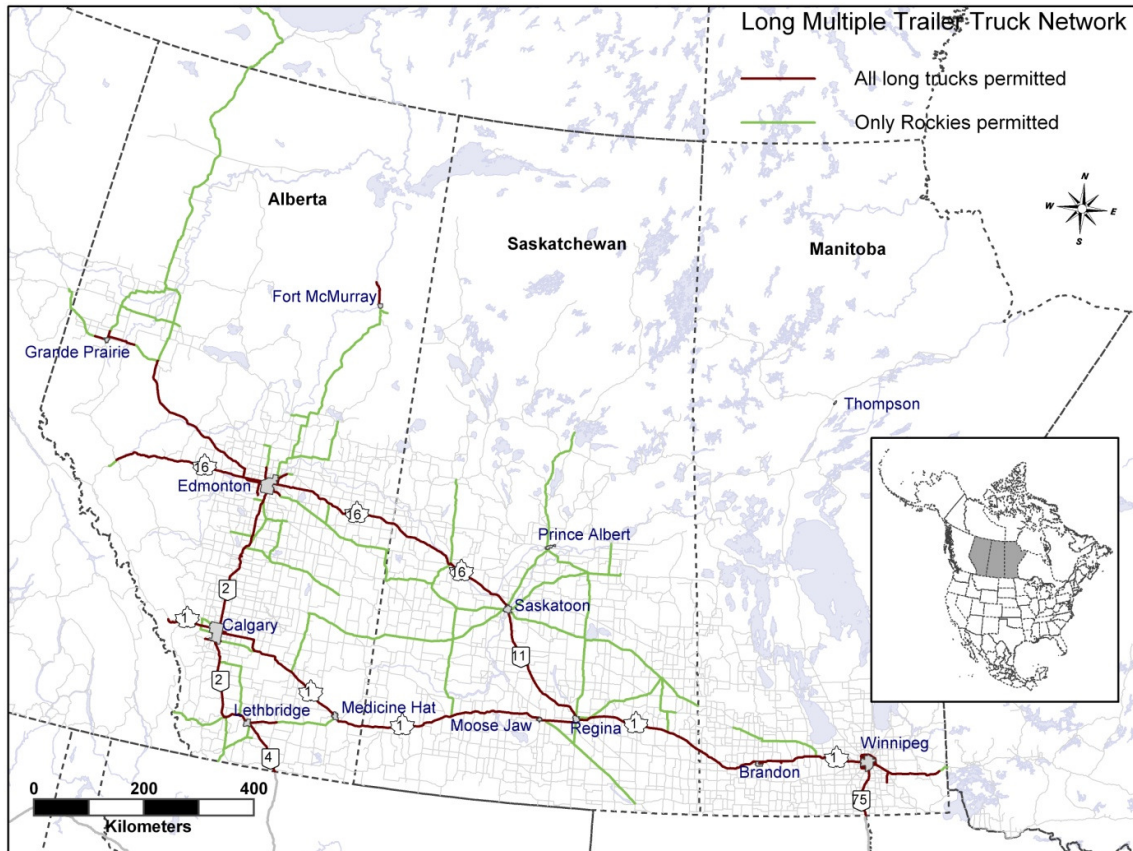 Long Multiple Trailer Truck Network
All long trucks permitted
Only Rockies permitted
N
W E
S
Alberta
Saskatchewan
Manitoba
Fort McMurray
Grande Prairie
Thompson
16
Edmonton
16
Prince Albert
16
2
Saskatoon
1
Calgary
11
2
1
Lethbridge
Medicine Hat
1
Moose Jaw
Regina
1
Winnipeg
4
Brandon
1
75
0 200 400
Kilometers